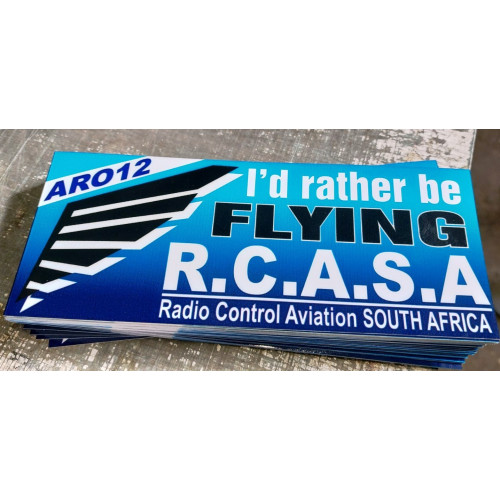 ARO12
I'd rather be
FLYING
R.C.A.S.A
Radio Control Aviation SOUTH AFRICA